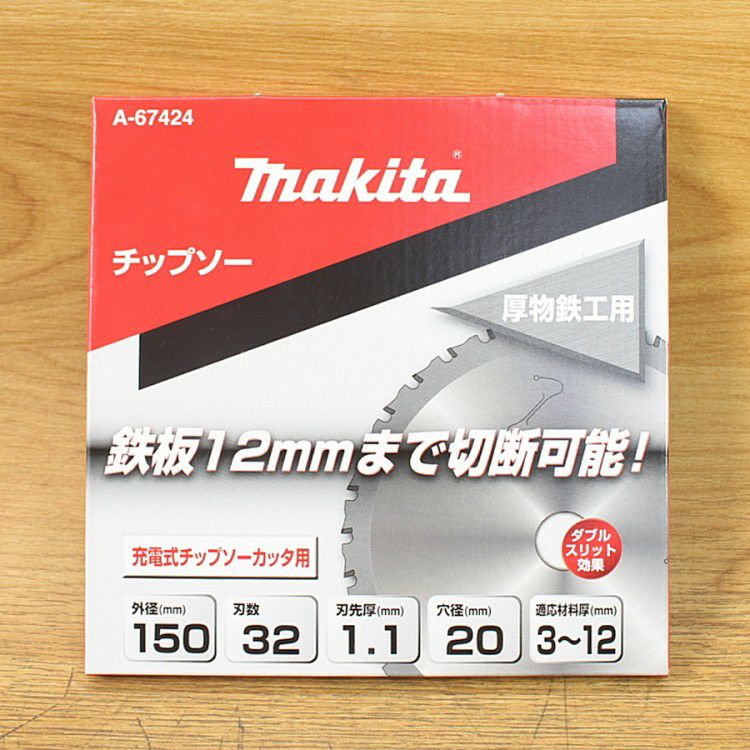 A-67424
makita®
チップソー
厚物鉄工用
鉄板12mmまで切断可能!
ダブル
スリット
効果
充電式チップソーカッタ用
外径(mm) 刃数 刃先厚(mm) 穴径(mm) 適応材料厚(mm)
150 32 1.1 20 3～12